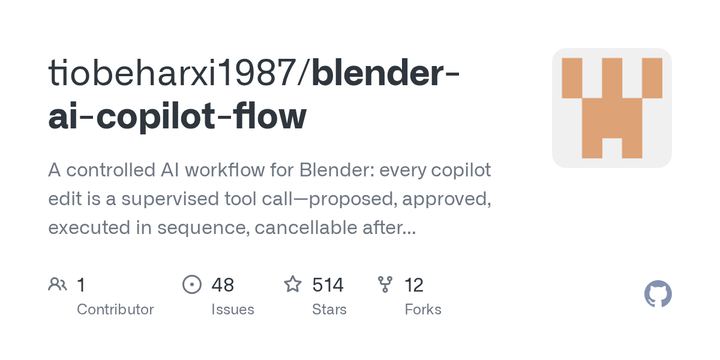 tiobeharxi1987/blender-
ai-copilot-flow
A controlled AI workflow for Blender: every copilot
edit is a supervised tool call—proposed, approved,
executed in sequence, cancellable after...
1
Contributor
48
Issues
514
Stars
12
Forks